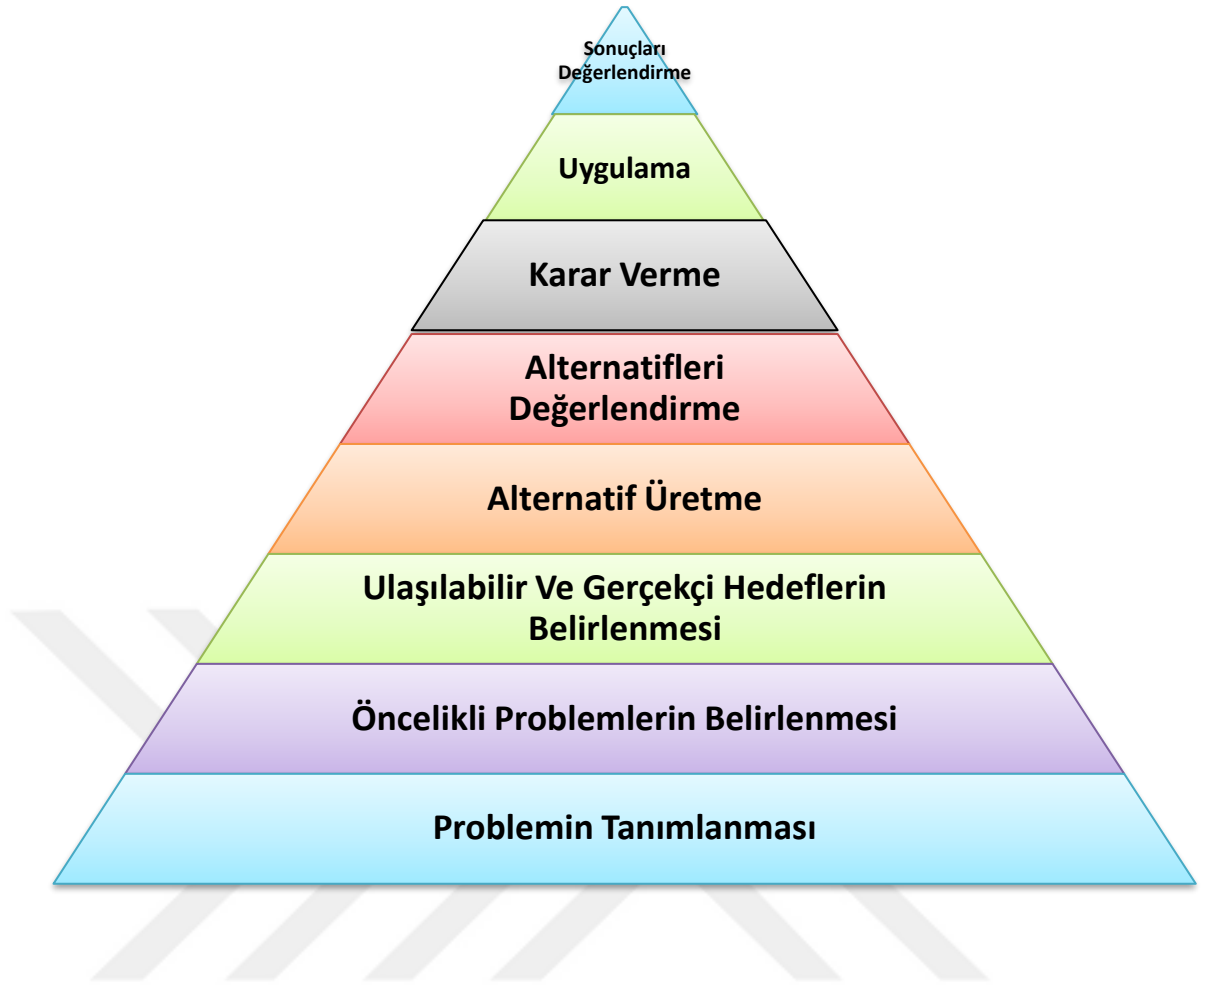 Sonuçları
Değerlendirme
Uygulama
Karar Verme
Alternatifleri
Değerlendirme
Alternatif Üretme
Ulaşılabilir Ve Gerçekçi Hedeflerin
Belirlenmesi
Öncelikli Problemlerin Belirlenmesi
Problemin Tanımlanması